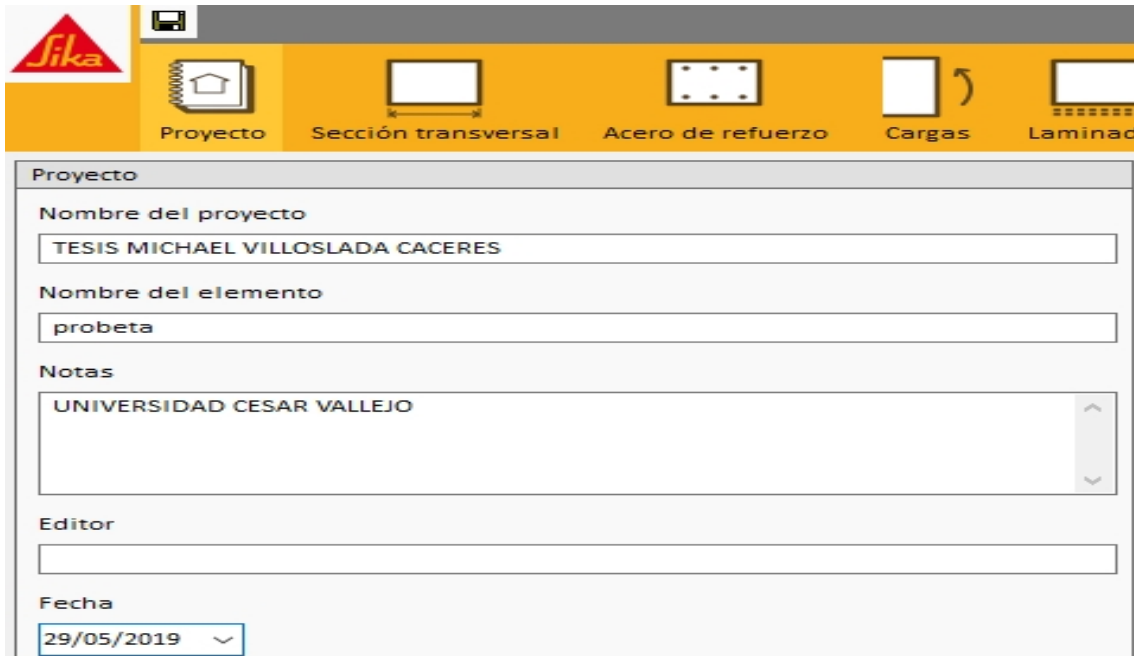 Sika
Proyecto
Sección transversal
Acero de refuerzo
Cargas
Laminad
Proyecto
Nombre del proyecto
TESIS MICHAEL VILLOSLADA CACERES
Nombre del elemento
probeta
Notas
UNIVERSIDAD CESAR VALLEJO
Editor
Fecha
29/05/2019